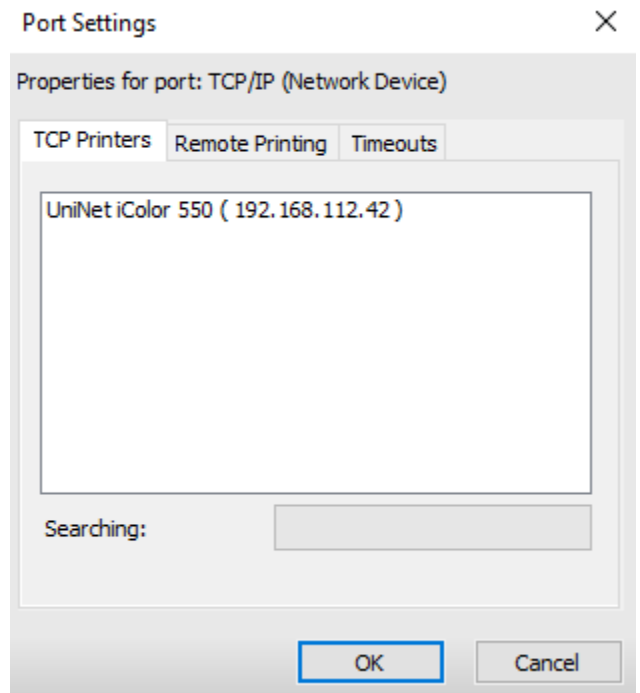 Port Settings
Properties for port: TCP/IP (Network Device)
TCP Printers Remote Printing Timeouts
UniNet iColor 550 ( 192.168.112.42 )
Searching:
OK Cancel